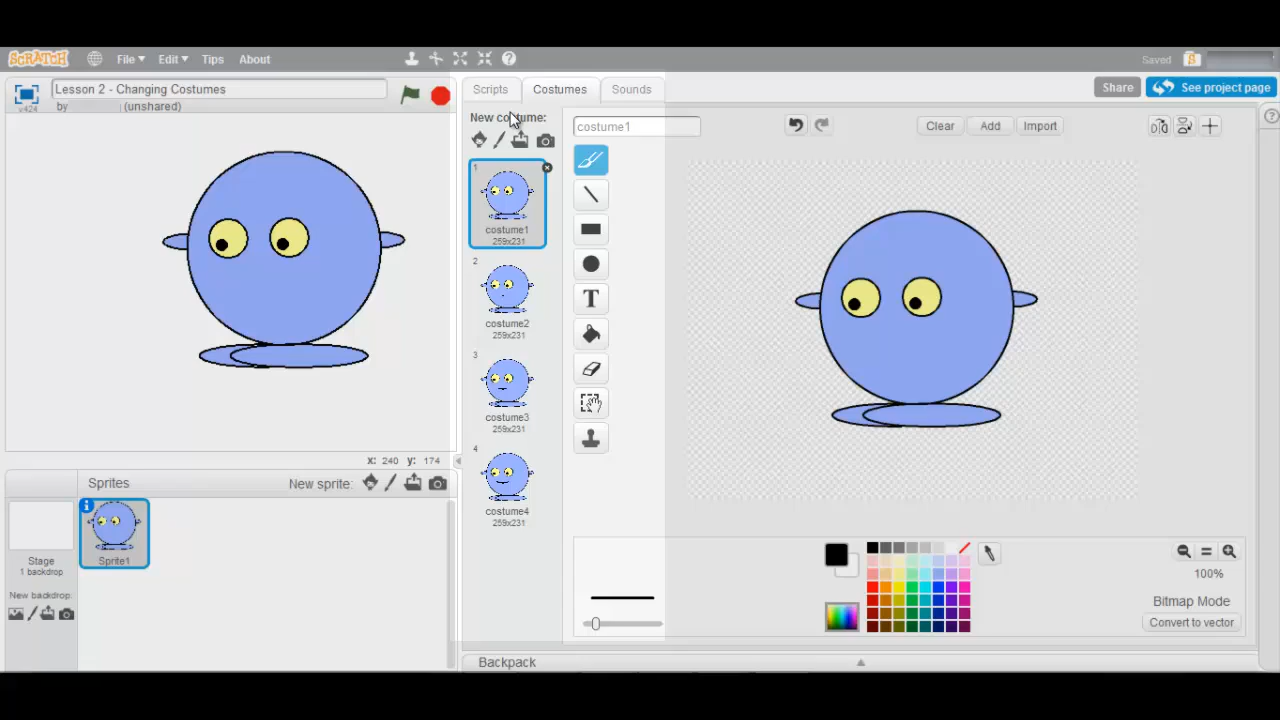 SCRATCH File Edit Tips About Saved
Lesson 2 - Changing Costumes
by (unshared)
v424
Scripts Costumes Sounds
Share See project page
New costume:
costume1
Clear Add Import
1
costume1
259x231
2
costume2
259x231
3
costume3
259x231
4
costume4
259x231
T
x: 240 y: 174
Sprites New sprite:
Sprite1
Stage
1 backdrop
New backdrop:
100%
Bitmap Mode
Convert to vector
Backpack